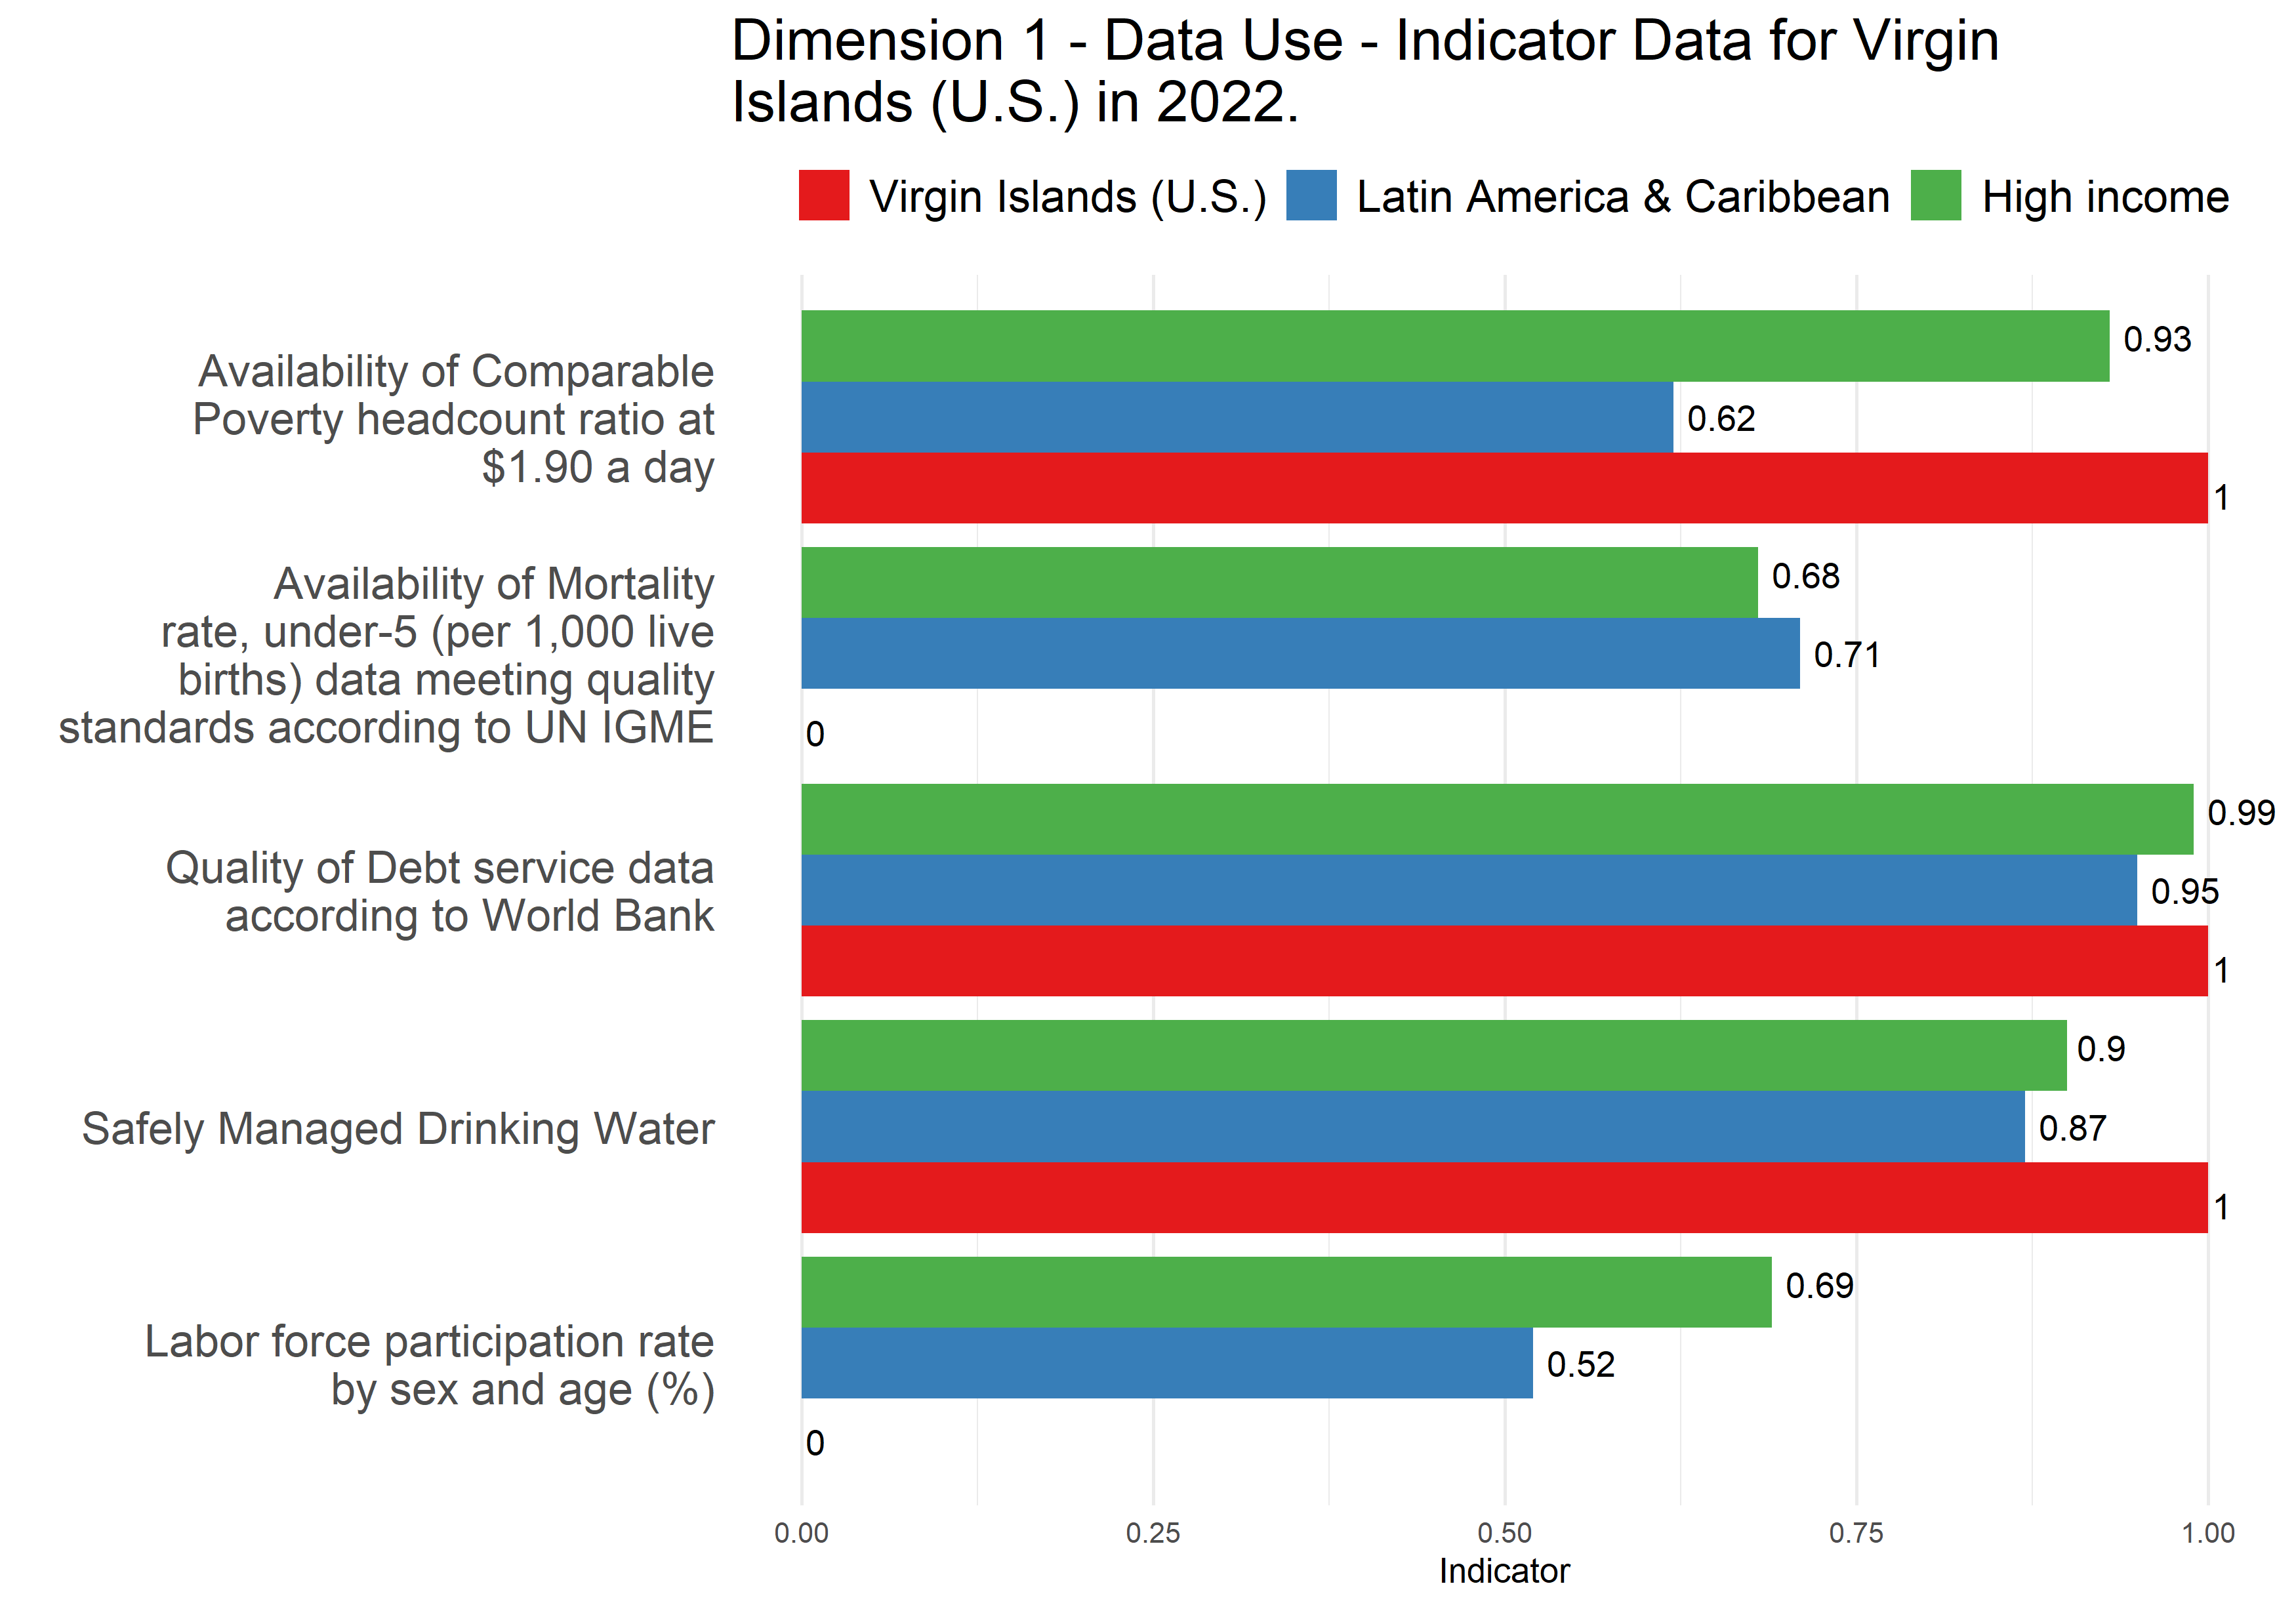 Dimension 1 - Data Use - Indicator Data for Virgin
Islands (U.S.) in 2022.
Virgin Islands (U.S.) Latin America & Caribbean High income
Availability of Comparable
Poverty headcount ratio at
$1.90 a day
0.93
0.62
1
Availability of Mortality
rate, under-5 (per 1,000 live
births) data meeting quality
standards according to UN IGME
0.68
0.71
0
Quality of Debt service data
according to World Bank
0.99
0.95
1
Safely Managed Drinking Water
0.9
0.87
1
Labor force participation rate
by sex and age (%)
0.69
0.52
0
0.00 0.25 0.50 0.75 1.00
Indicator